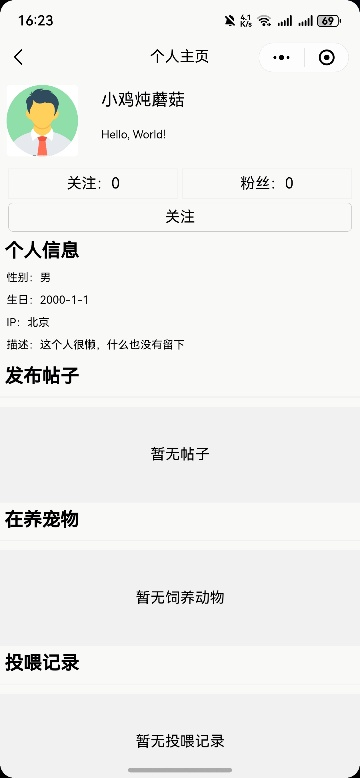 16:23
4.1
K/s
69
个人主页
小鸡炖蘑菇
Hello, World!
关注：0
粉丝：0
关注
个人信息
性别：男
生日：2000-1-1
IP：北京
描述：这个人很懒，什么也没有留下
发布帖子
暂无帖子
在养宠物
暂无饲养动物
投喂记录
暂无投喂记录